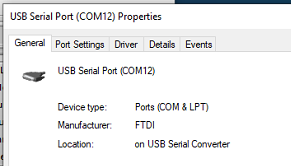 USB Serial Port (COM12) Properties
General Port Settings Driver Details Events
USB Serial Port (COM12)
Device type: Ports (COM & LPT)
Manufacturer: FTDI
Location: on USB Serial Converter